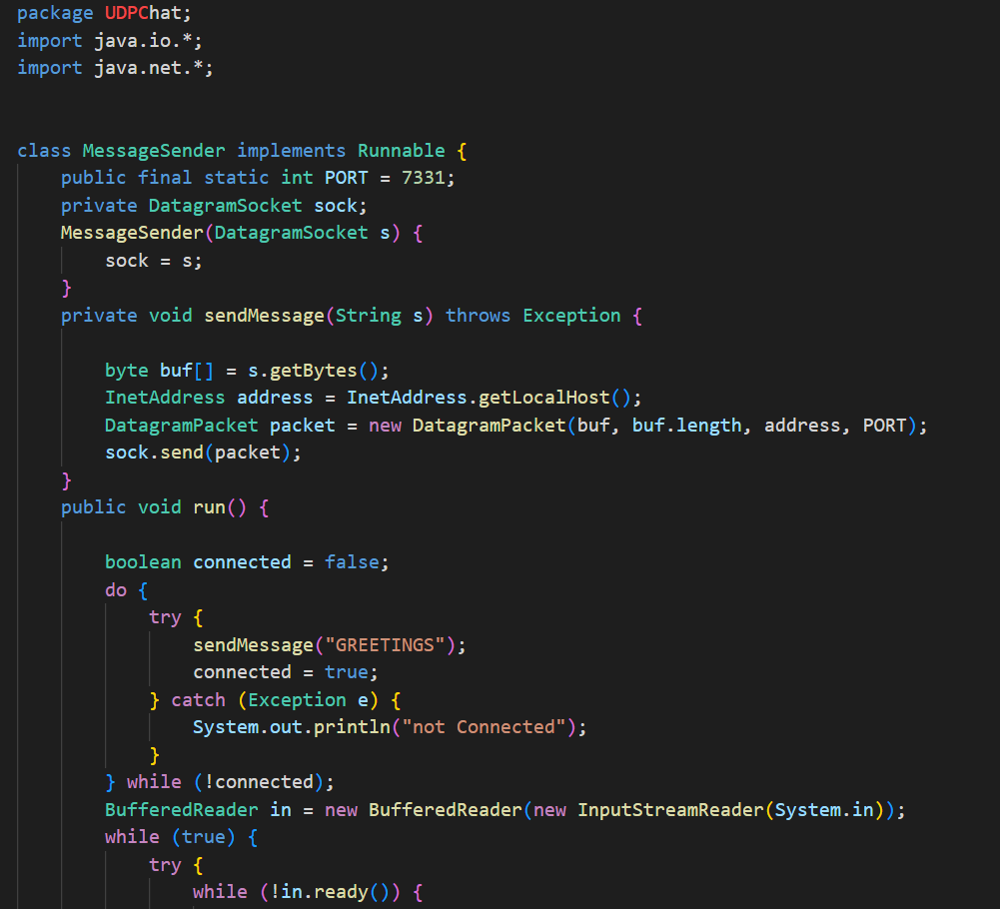 package UDPChat;
import java.io.*;
import java.net.*;
class MessageSender implements Runnable {
    public final static int PORT = 7331;
    private DatagramSocket sock;
    MessageSender(DatagramSocket s) {
        sock = s;
    }
    private void sendMessage(String s) throws Exception {
        byte buf[] = s.getBytes();
        InetAddress address = InetAddress.getLocalHost();
        DatagramPacket packet = new DatagramPacket(buf, buf.length, address, PORT);
        sock.send(packet);
    }
    public void run() {
        boolean connected = false;
        do {
            try {
                sendMessage("GREETINGS");
                connected = true;
            } catch (Exception e) {
                System.out.println("not Connected");
            }
        } while (!connected);
        BufferedReader in = new BufferedReader(new InputStreamReader(System.in));
        while (true) {
            try {
                while (!in.ready()) {